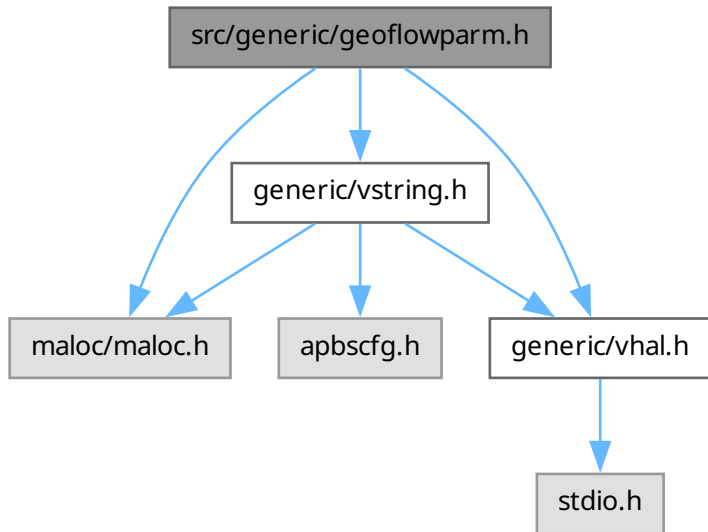 src/generic/geoflowparm.h
generic/vstring.h
maloc/maloc.h
apbscfg.h
generic/vhal.h
stdio.h